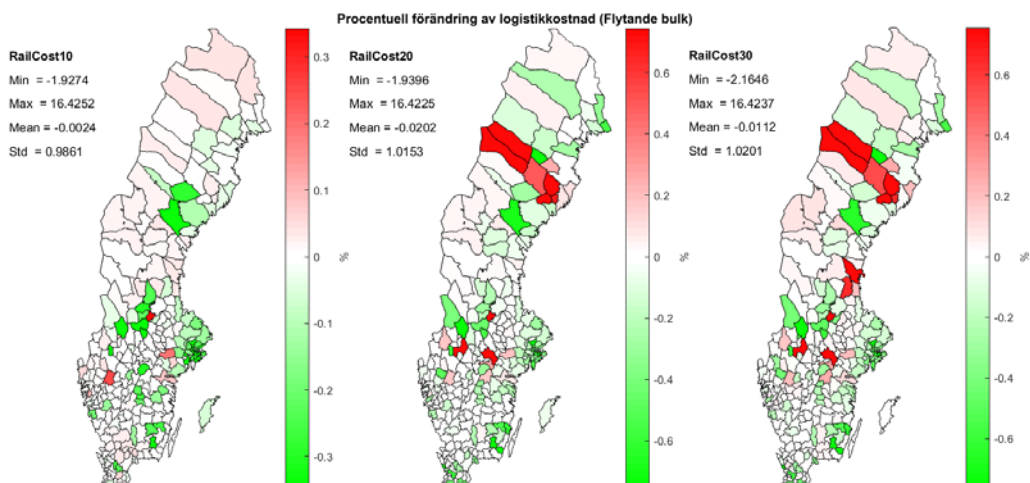 Procentuell förändring av logistikkostnad (Flytande bulk)
RailCost10
Min = -1.9274
Max = 16.4252
Mean = -0.0024
Std = 0.9861
0.3
0.2
0.1
0
-0.1
-0.2
-0.3
%
RailCost20
Min = -1.9396
Max = 16.4225
Mean = -0.0202
Std = 1.0153
0.6
0.4
0.2
0
-0.2
-0.4
-0.6
%
RailCost30
Min = -2.1646
Max = 16.4237
Mean = -0.0112
Std = 1.0201
0.6
0.4
0.2
0
-0.2
-0.4
-0.6
%